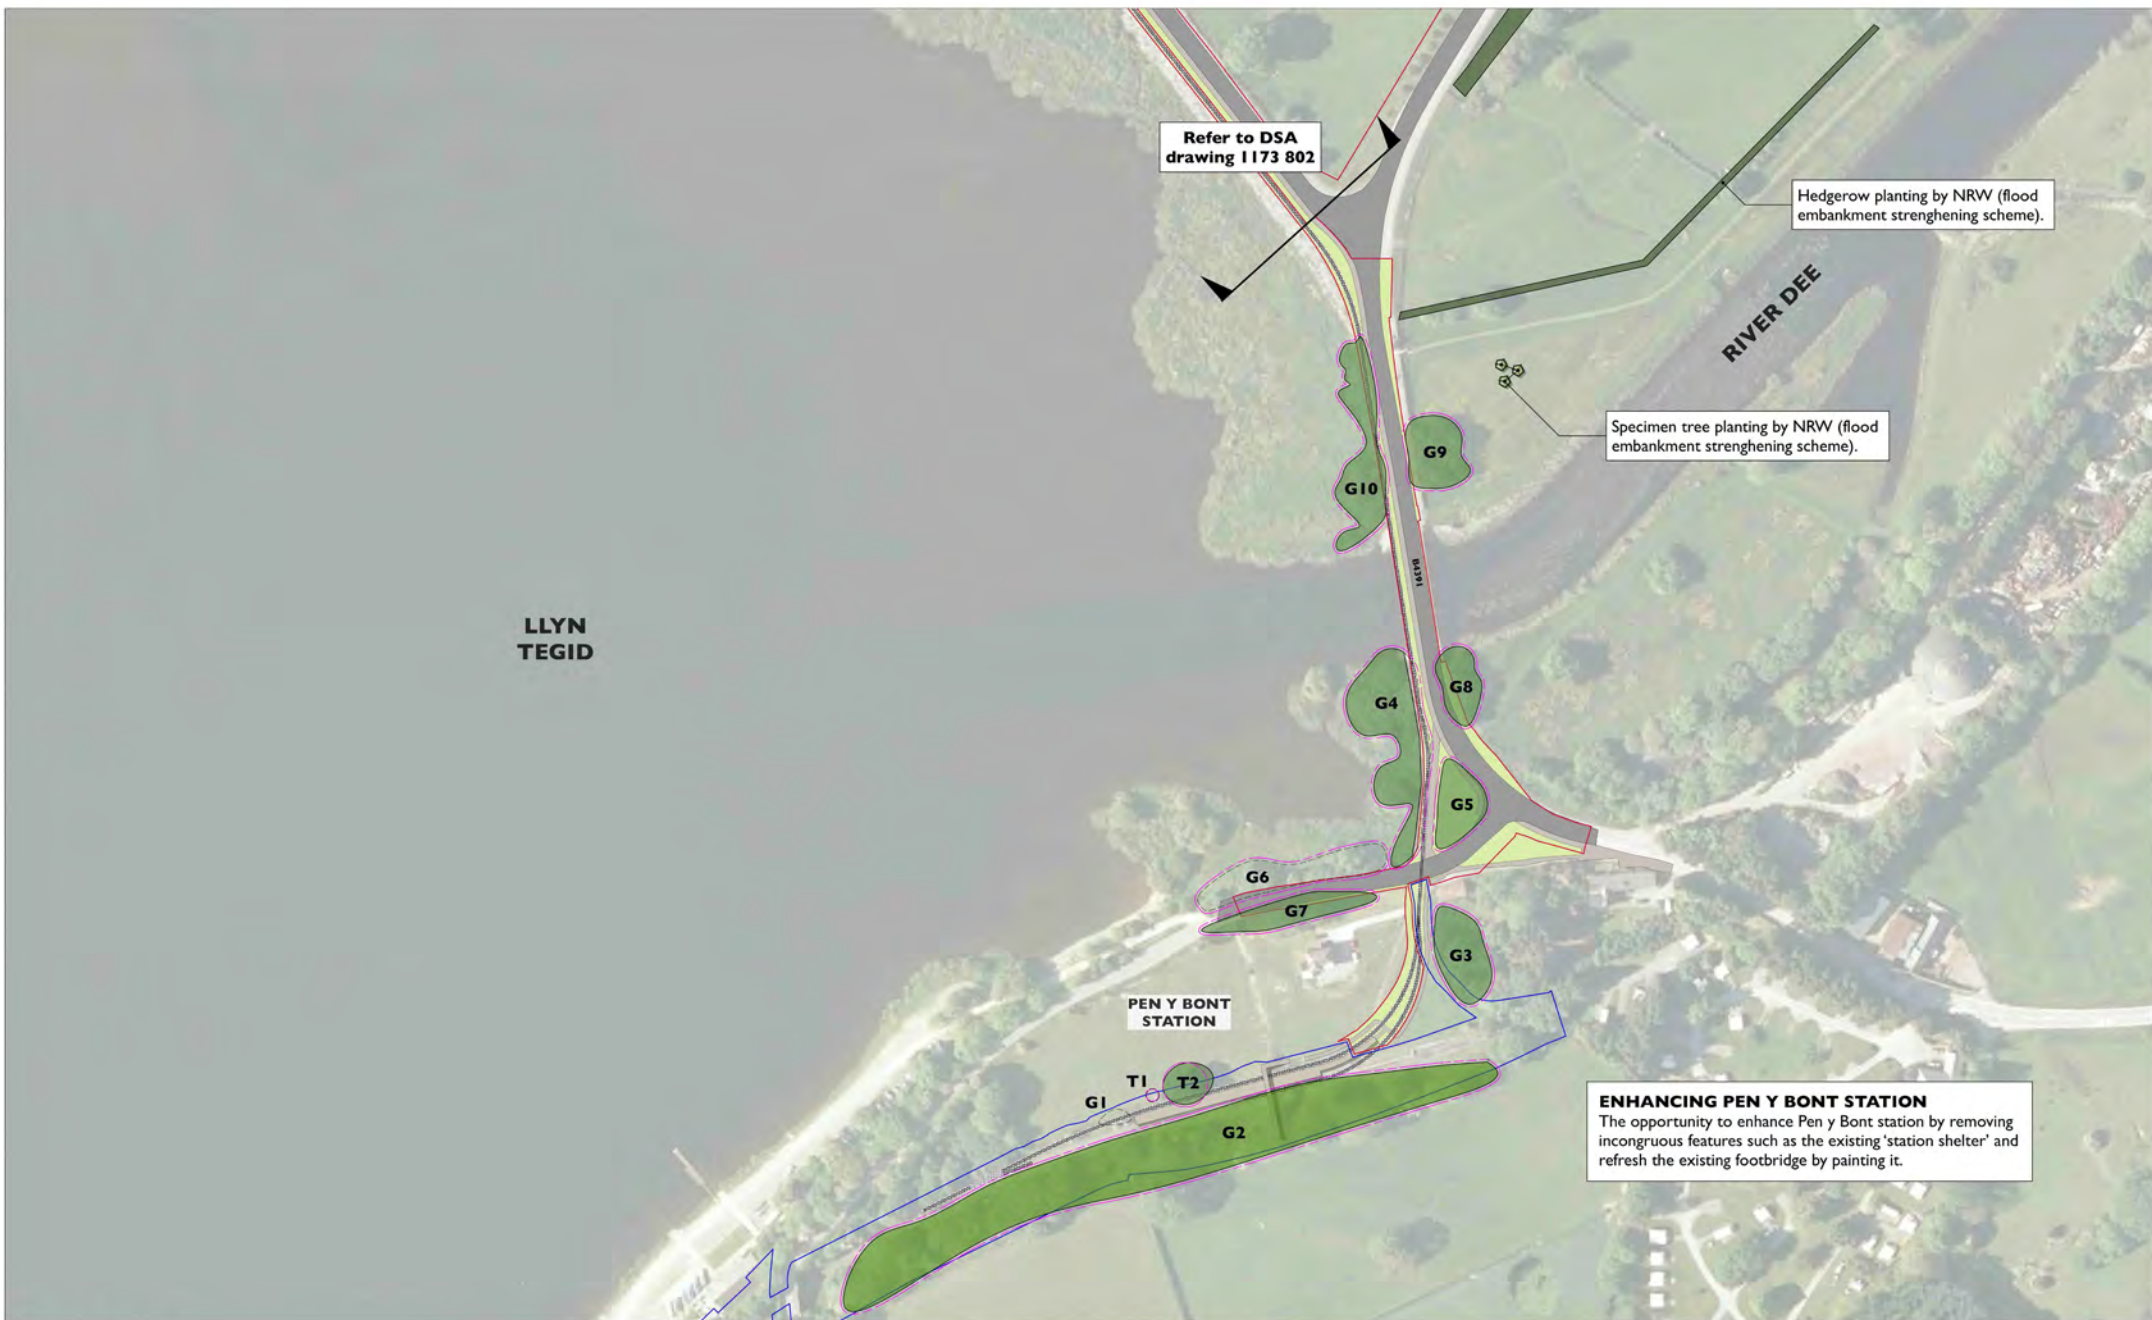 Refer to DSA
drawing 1173 802
Hedgerow planting by NRW (flood
embankment strenghening scheme).
RIVER DEE
Specimen tree planting by NRW (flood
embankment strenghening scheme).
G9
G10
B4391
LLYN
TEGID
G8
G4
G5
G6
G7
G3
PEN Y BONT
STATION
T1
T2
G1
G2
ENHANCING PEN Y BONT STATION
The opportunity to enhance Pen y Bont station by removing
incongruous features such as the existing ‘station shelter’ and
refresh the existing footbridge by painting it.